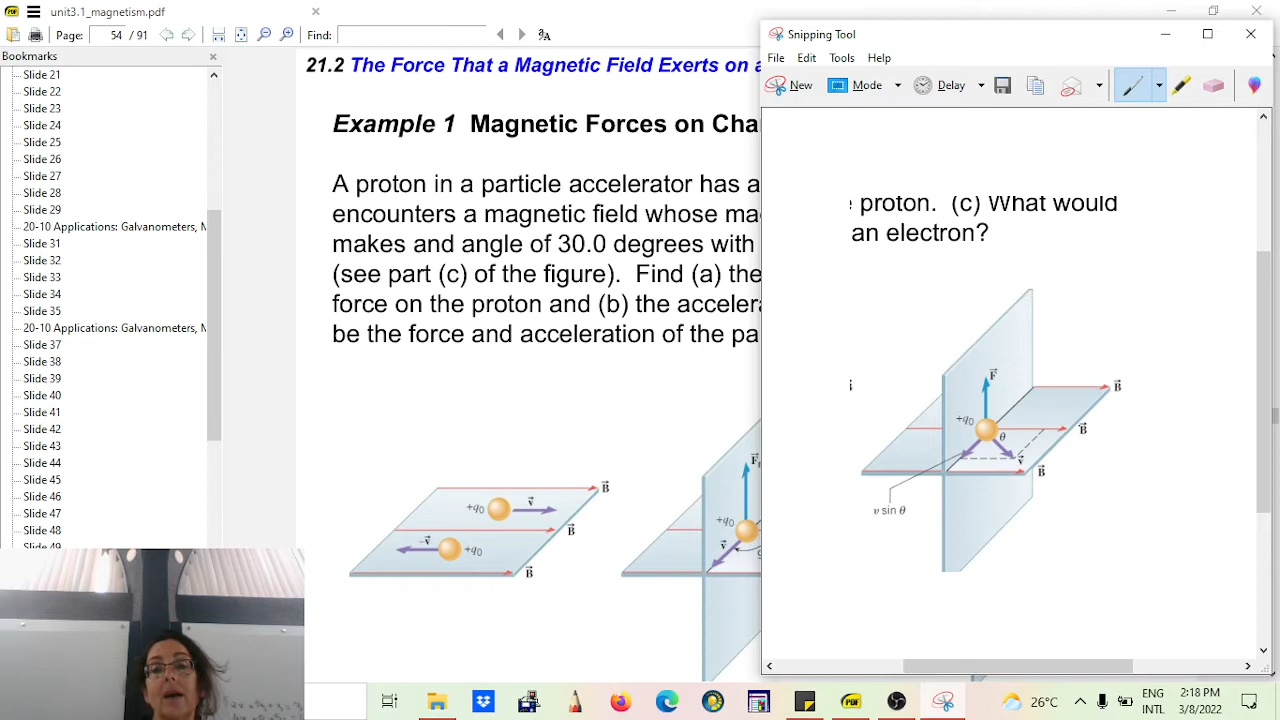 unit3.1_magnetism.pdf
Page: 54 / 91 Find:
Bookmarks
Slide 21
Slide 22
Slide 23
Slide 24
Slide 25
Slide 26
Slide 27
Slide 28
Slide 29
20-10 Applications: Galvanometers, M
Slide 31
Slide 32
Slide 33
Slide 34
Slide 35
20-10 Applications: Galvanometers, M
Slide 37
Slide 38
Slide 39
Slide 40
Slide 41
Slide 42
Slide 43
Slide 44
Slide 45
Slide 46
Slide 47
Slide 48
Slide 49
21.2 The Force That a Magnetic Field Exerts on a
Example 1 Magnetic Forces on Cha
A proton in a particle accelerator has a
encounters a magnetic field whose ma
makes and angle of 30.0 degrees with
(see part (c) of the figure). Find (a) the
force on the proton and (b) the accelera
be the force and acceleration of the pa
B
+q0 v
B
-v +q0
B
F
+q0
v
9
Snipping Tool
File Edit Tools Help
New Mode Delay
proton. (c) What would
an electron?
F
B
+q0
θ
B
v
B
υ sin θ
26°C
ENG
INTL
2:18 PM
3/8/2022